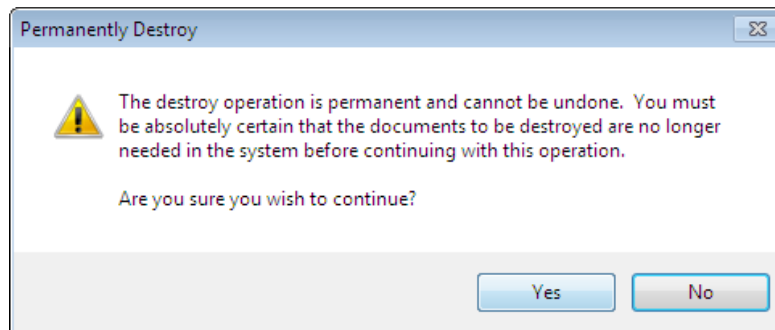 Permanently Destroy
The destroy operation is permanent and cannot be undone.  You must
be absolutely certain that the documents to be destroyed are no longer
needed in the system before continuing with this operation.
Are you sure you wish to continue?
Yes
No